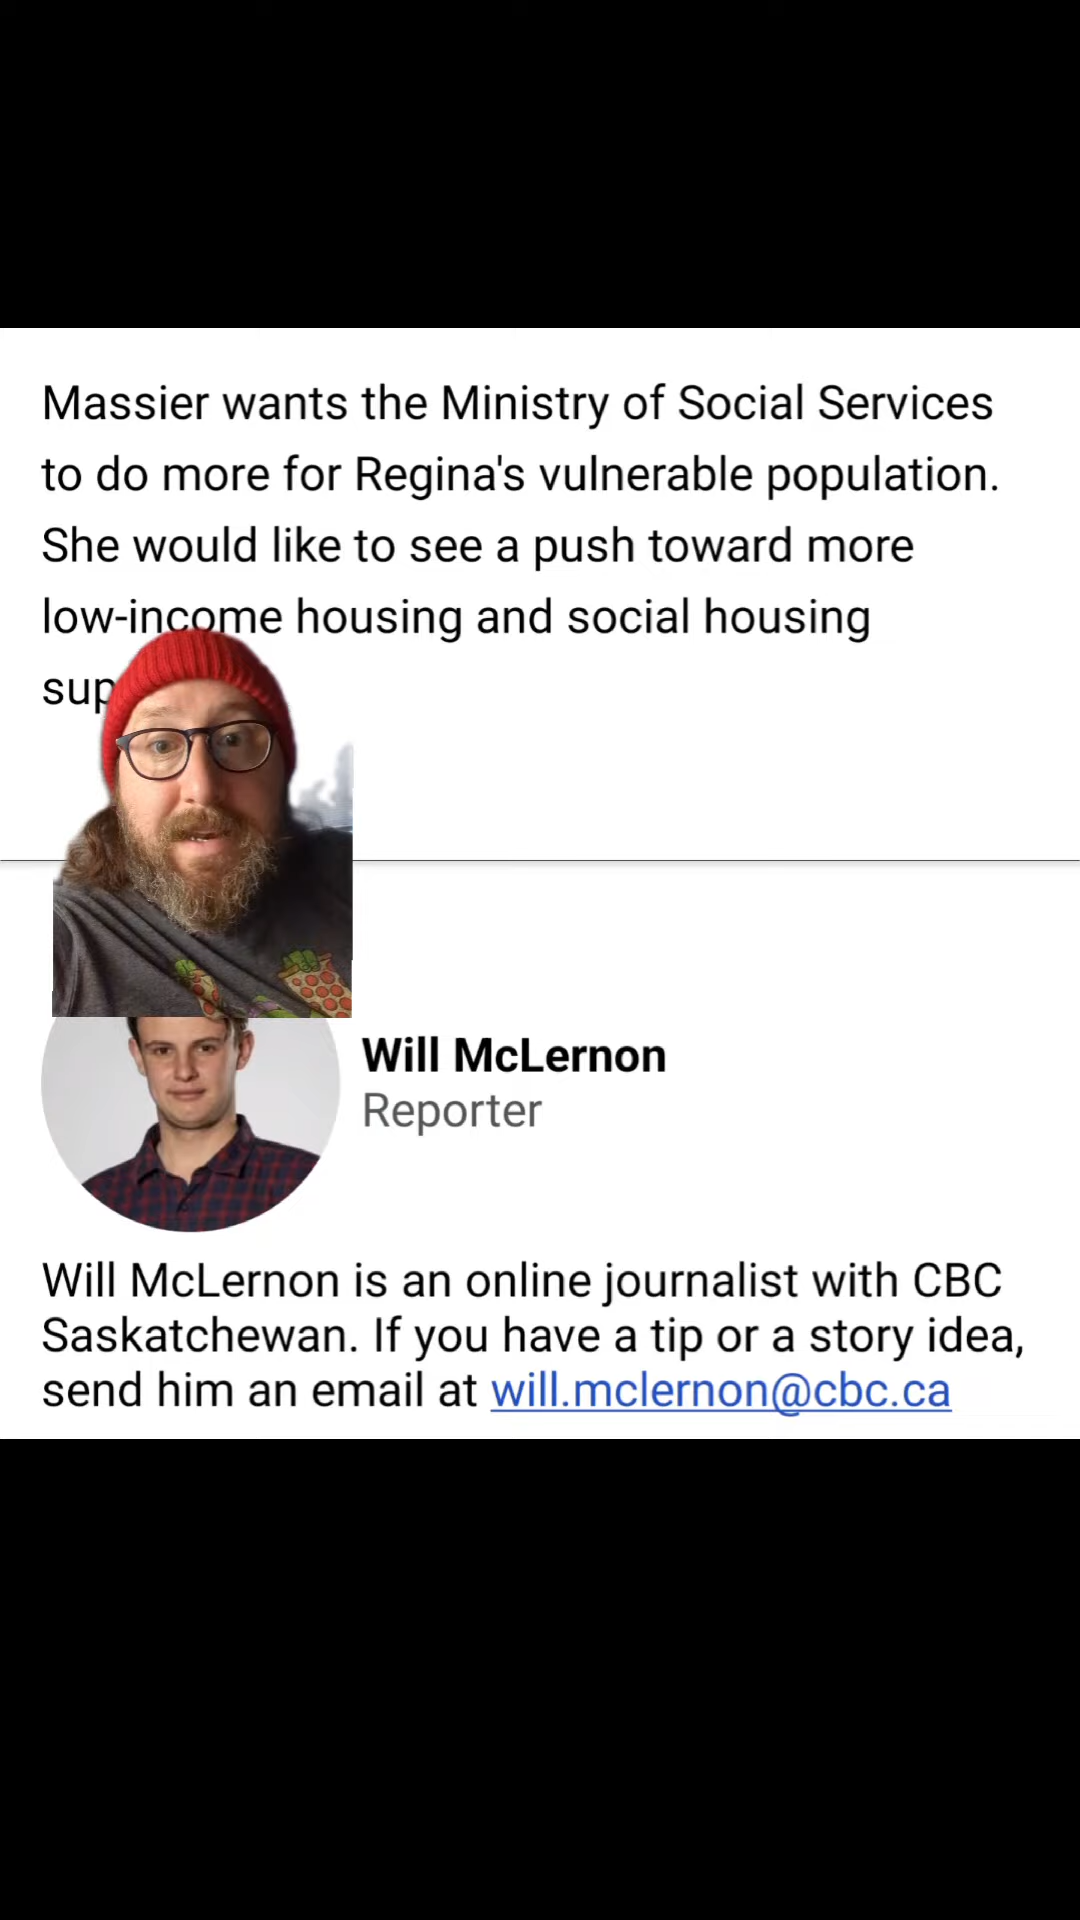 Massier wants the Ministry of Social Services
to do more for Regina's vulnerable population.
She would like to see a push toward more
low-income housing and social housing
Will McLernon
Reporter
Will McLernon is an online journalist with CBC
Saskatchewan. If you have a tip or a story idea,
send him an email at will.mclernon@cbc.ca